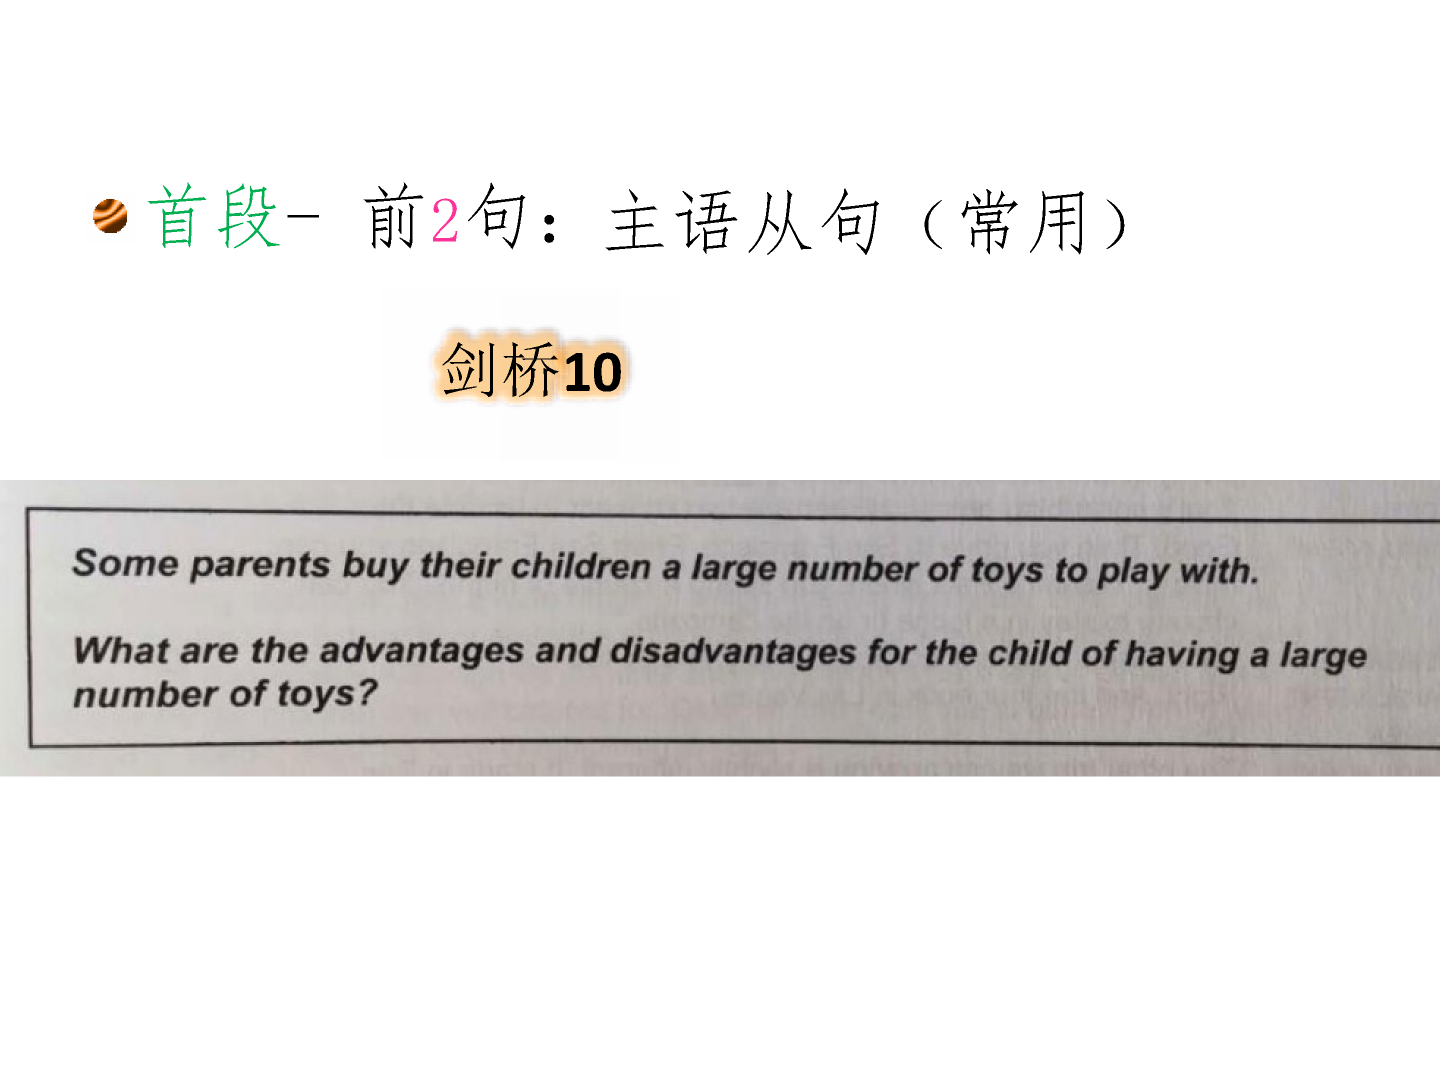 首段- 前2句：主语从句（常用）
剑桥10
Some parents buy their children a large number of toys to play with.
What are the advantages and disadvantages for the child of having a large
number of toys?